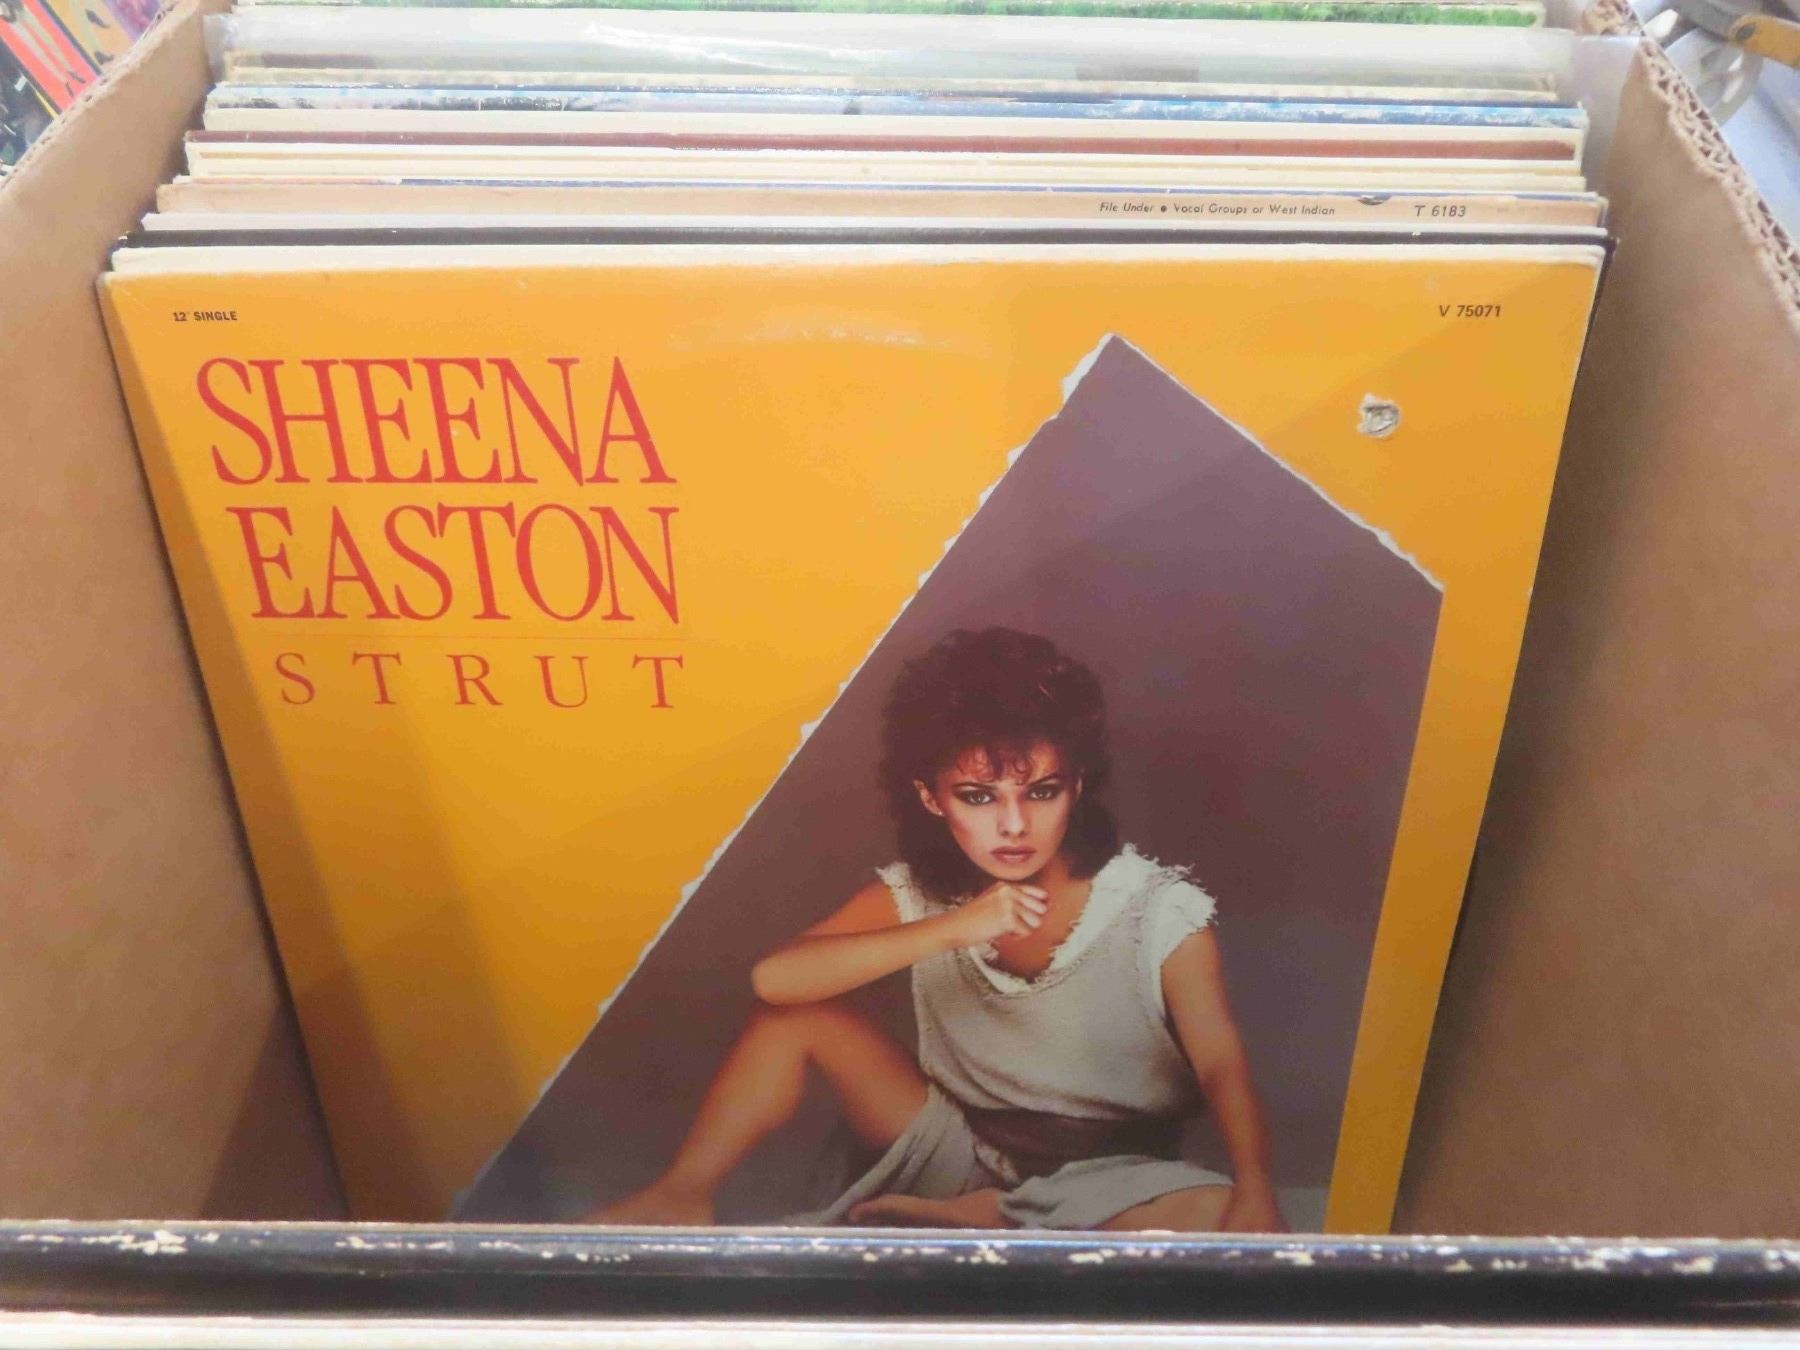 File Under • Vocal Groups or West Indian T 6183
12" SINGLE
V 75071
SHEENA
EASTON
STRUT